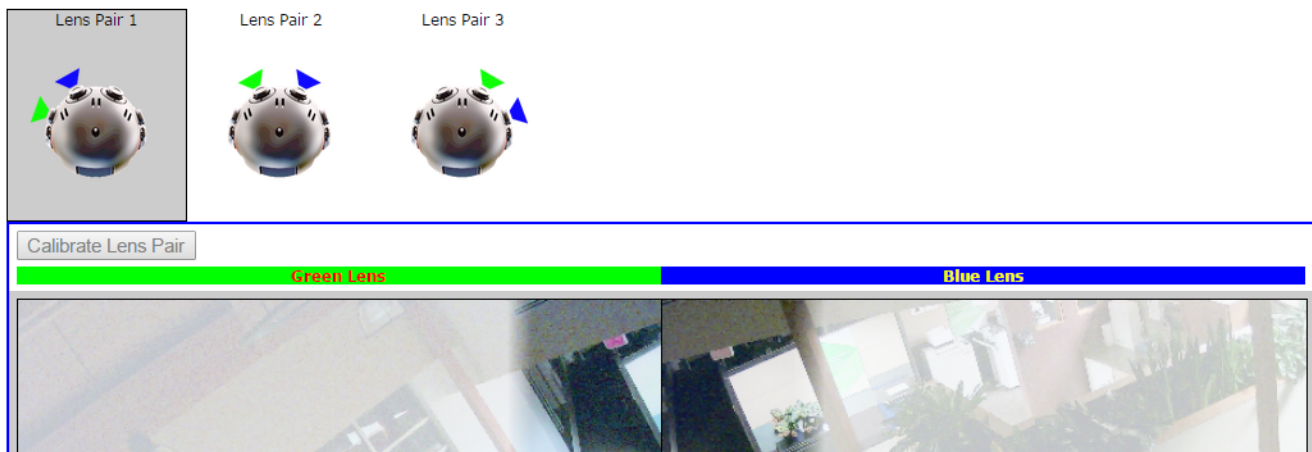 Lens Pair 1
Lens Pair 2
Lens Pair 3
Calibrate Lens Pair
Green Lens
Blue Lens